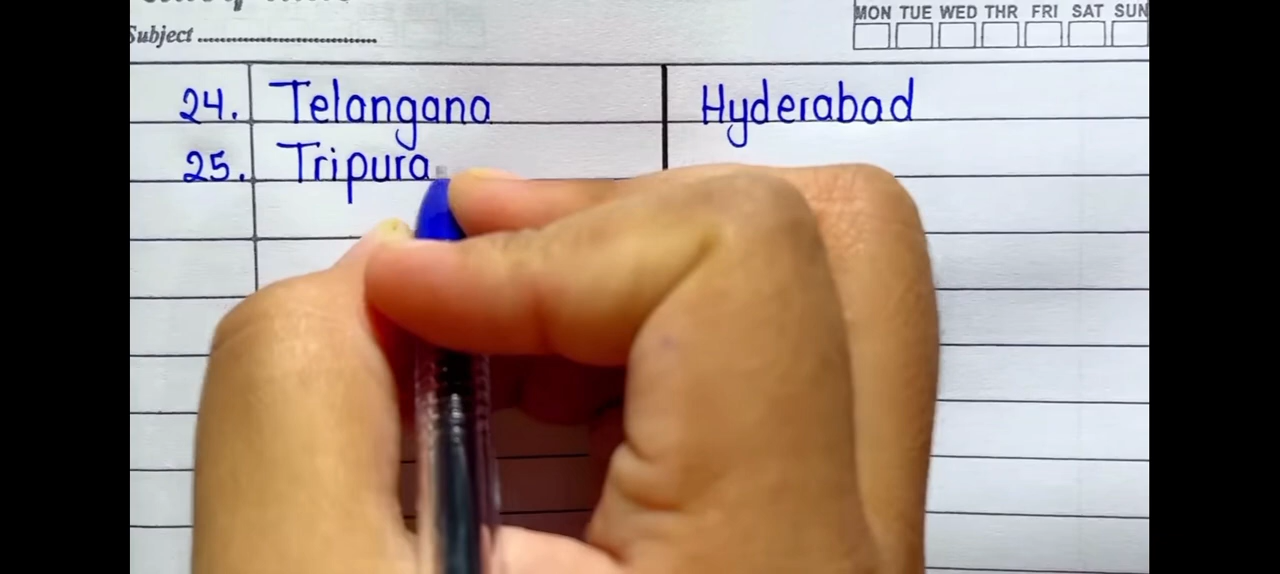 Subject ..............................
MON TUE WED THR FRI SAT SUN
24. Telangana Hyderabad
25. Tripura